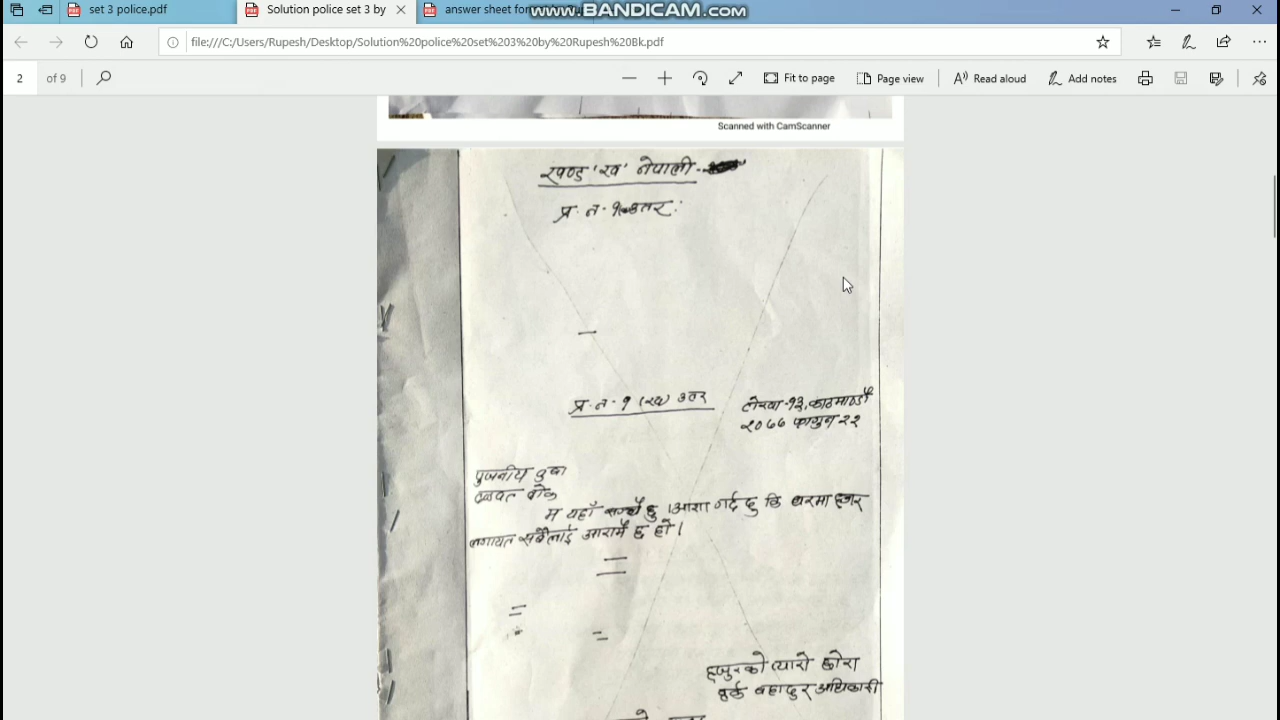 set 3 police.pdf
Solution police set 3 by
answer sheet for
www.BANDICAM.com
file:///C:/Users/Rupesh/Desktop/Solution%20police%20set%203%20by%20Rupesh%20Bk.pdf
2 of 9
Fit to page
Page view
Read aloud
Add notes
Scanned with CamScanner
खण्ड 'ख' नेपाली -
प्र. न. १ उत्तर :
प्र. न. १ (ख) उत्तर
१३, काठमाडौं
२०७७ फागुन २२
पुजनीय बुबा
म यहाँ सञ्चै छु । आशा गर्दछु कि घरमा हजुर
लगायत सबैलाई आरामै छ हो ।
हजुरको प्यारो छोरा
बहादुर अधिकारी